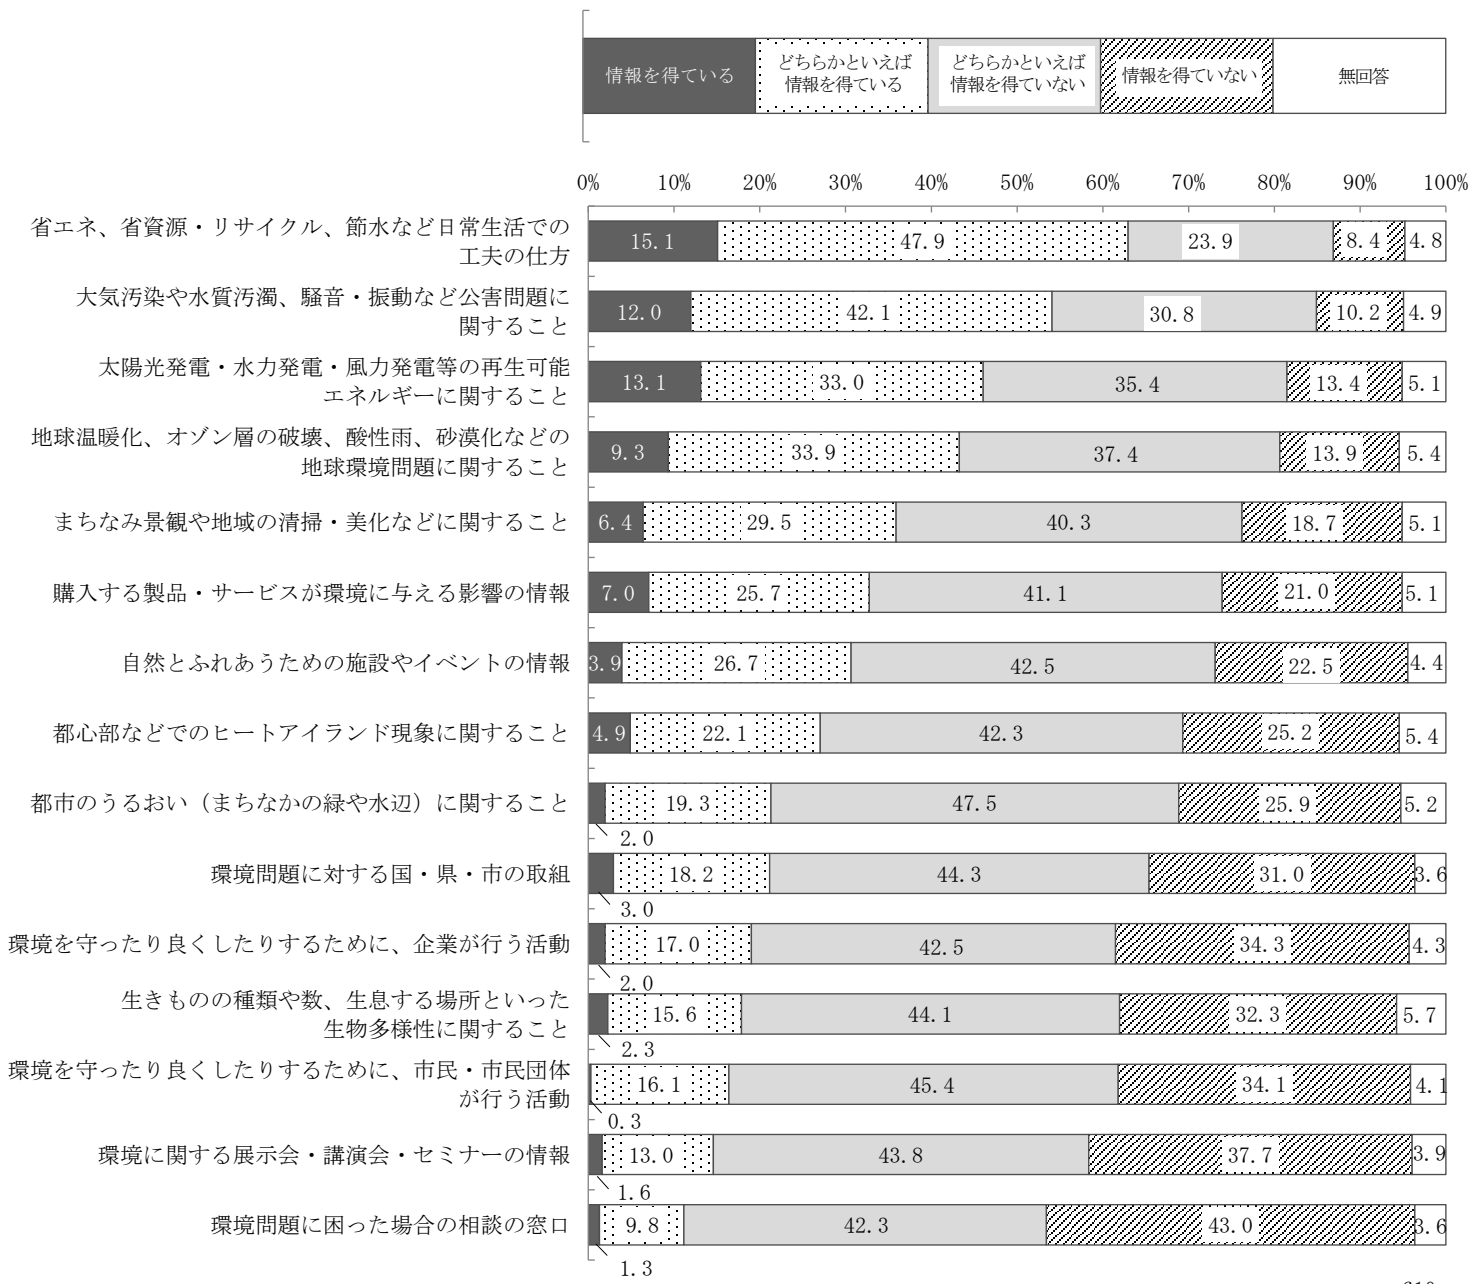 情報を得ている
どちらかといえば
情報を得ている
どちらかといえば
情報を得ていない
情報を得ていない
無回答
0% 10% 20% 30% 40% 50% 60% 70% 80% 90% 100%
省エネ、省資源・リサイクル、節水など日常生活での
工夫の仕方
15.1 47.9 23.9 8.4 4.8
大気汚染や水質汚濁、騒音・振動など公害問題に
関すること
12.0 42.1 30.8 10.2 4.9
太陽光発電・水力発電・風力発電等の再生可能
エネルギーに関すること
13.1 33.0 35.4 13.4 5.1
地球温暖化、オゾン層の破壊、酸性雨、砂漠化などの
地球環境問題に関すること
9.3 33.9 37.4 13.9 5.4
まちなみ景観や地域の清掃・美化などに関すること
6.4 29.5 40.3 18.7 5.1
購入する製品・サービスが環境に与える影響の情報
7.0 25.7 41.1 21.0 5.1
自然とふれあうための施設やイベントの情報
3.9 26.7 42.5 22.5 4.4
都心部などでのヒートアイランド現象に関すること
4.9 22.1 42.3 25.2 5.4
都市のうるおい（まちなかの緑や水辺）に関すること
19.3 47.5 25.9 5.2
2.0
環境問題に対する国・県・市の取組
18.2 44.3 31.0 3.6
3.0
環境を守ったり良くしたりするために、企業が行う活動
17.0 42.5 34.3 4.3
2.0
生きものの種類や数、生息する場所といった
生物多様性に関すること
15.6 44.1 32.3 5.7
2.3
環境を守ったり良くしたりするために、市民・市民団体
が行う活動
16.1 45.4 34.1 4.1
0.3
環境に関する展示会・講演会・セミナーの情報
13.0 43.8 37.7 3.9
1.6
環境問題に困った場合の相談の窓口
9.8 42.3 43.0 3.6
1.3